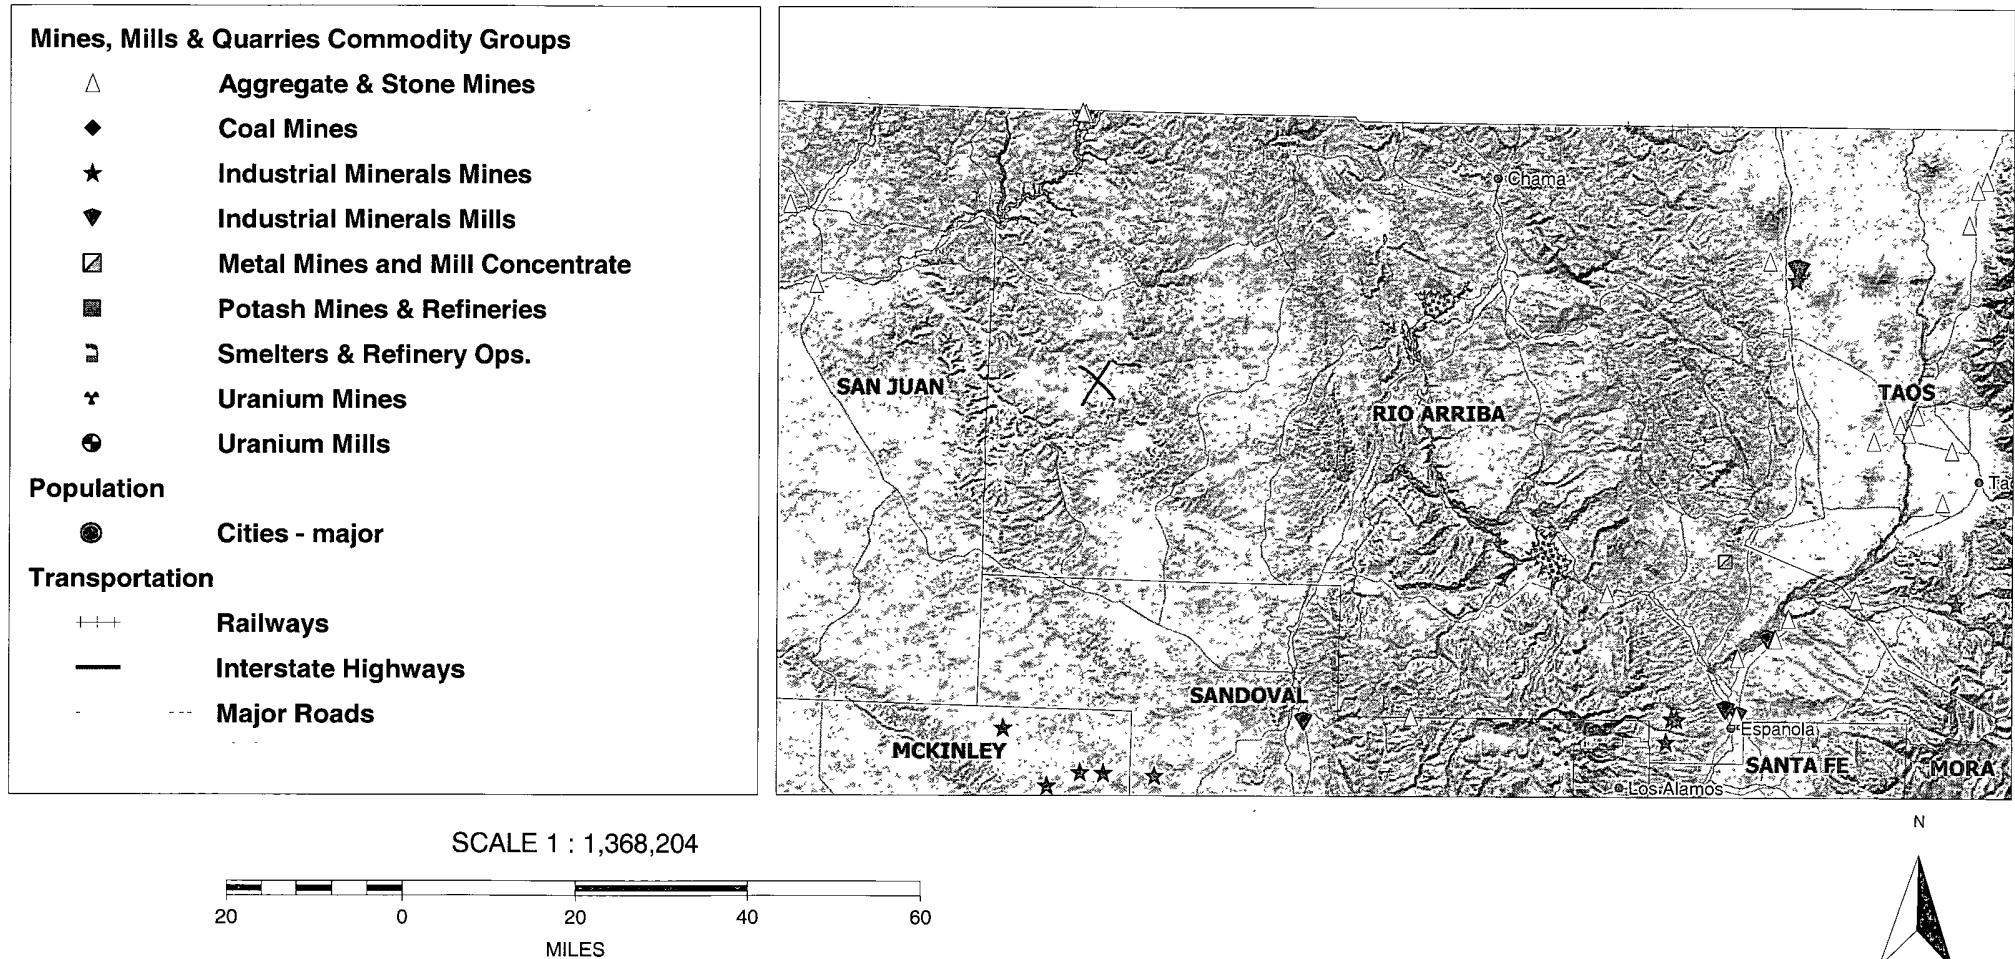 Mines, Mills & Quarries Commodity Groups
Aggregate & Stone Mines
Coal Mines
Industrial Minerals Mines
Industrial Minerals Mills
Metal Mines and Mill Concentrate
Potash Mines & Refineries
Smelters & Refinery Ops.
Uranium Mines
Uranium Mills
Population
Cities - major
Transportation
Railways
Interstate Highways
Major Roads
Chama
SAN JUAN
RIO ARRIBA
TAOS
Ta
SANDOVAL
MCKINLEY
Espanola
SANTA FE
MORA
Los Alamos
SCALE 1 : 1,368,204
20 0 20 40 60
MILES
N